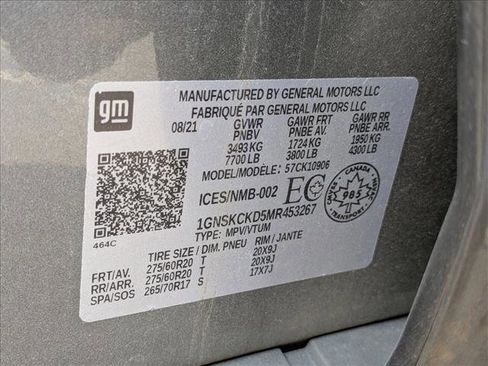 gm
MANUFACTURED BY GENERAL MOTORS LLC
FABRIQUÉ PAR GENERAL MOTORS LLC
08/21 GVWR GAWR FRT GAWR RR
PNBV PNBE AV. PNBE ARR.
3493 KG 1724 KG 1950 KG
7700 LB 3800 LB 4300 LB
MODEL/MODÈLE: 57CK10906
ICES/NMB-002 EC
CANADA
985
TRANSPORT
1GNSKCKD5MR453267
TYPE: MPV/VTUM
464C
TIRE SIZE / DIM. PNEU RIM / JANTE
FRT/AV. 275/60R20 T 20X9J
RR/ARR. 275/60R20 T 20X9J
SPA/SOS 265/70R17 S 17X7J